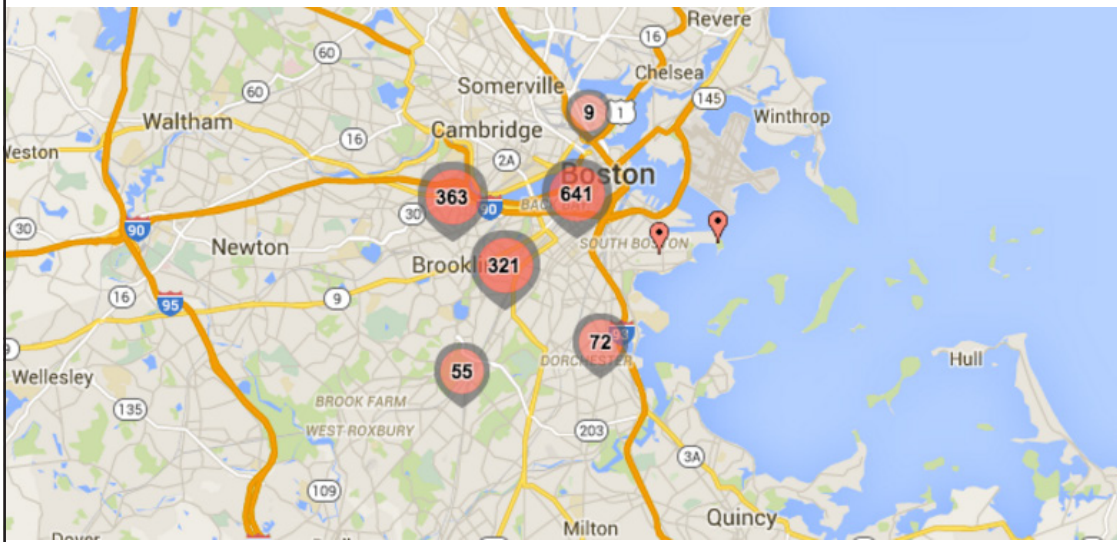 Revere
16
60
Somerville
Chelsea
60
145
9
1
Waltham
Winthrop
Cambridge
16
Weston
2A
Boston
363
641
90
BACK BAY
30
30
90
SOUTH BOSTON
Newton
321
16
9
95
93
72
DORCHESTER
Hull
55
Wellesley
BROOK FARM
135
WEST ROXBURY
203
3A
109
Quincy
Milton